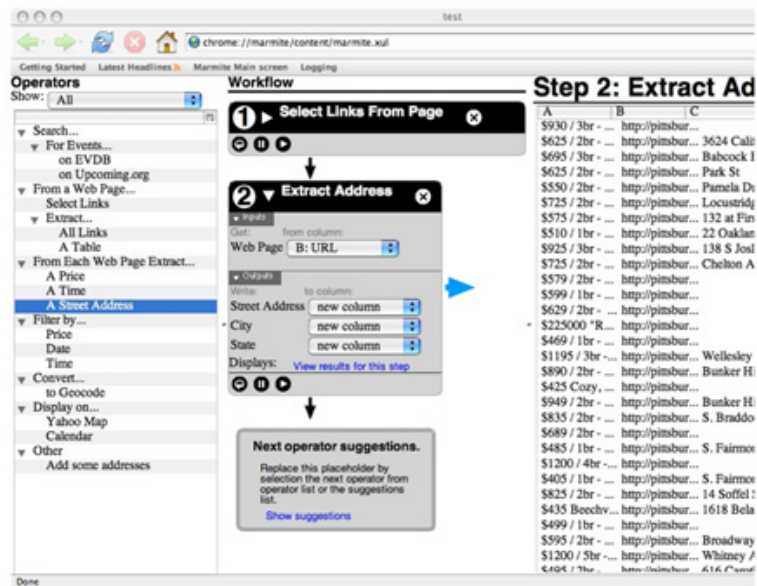 test
chrome://marmite/content/marmite.xul
Getting Started Latest Headlines Marmite Main screen Logging
Operators
Show: All
Search...
For Events...
on EVDB
on Upcoming.org
From a Web Page...
Select Links
Extract...
All Links
A Table
From Each Web Page Extract...
A Price
A Time
A Street Address
Filter by...
Price
Date
Time
Convert...
to Geocode
Display on...
Yahoo Map
Calendar
Other
Add some addresses
Workflow
1 Select Links From Page
2 Extract Address
Inputs
Get: from column:
Web Page B: URL
Outputs
Write: to column:
Street Address new column
City new column
State new column
Displays: View results for this step
Next operator suggestions.
Replace this placeholder by
selection the next operator from
operator list or the suggestions
list.
Show suggestions
Step 2: Extract Ad
A B C
$930 / 3br - ... http://pittsbur...
$625 / 2br - ... http://pittsbur... 3624 Calif
$695 / 3br - ... http://pittsbur... Babcock
$625 / 2br - ... http://pittsbur... Park St
$550 / 2br - ... http://pittsbur... Pamela
$725 / 2br - ... http://pittsbur... Locustridg
$575 / 2br - ... http://pittsbur... 132 at
$510 / 1br - ... http://pittsbur... 22 Oaklan
$925 / 3br - ... http://pittsbur... 138 S Josl
$725 / 2br - ... http://pittsbur... Chelton A
$579 / 2br - ... http://pittsbur...
$599 / 1br - ... http://pittsbur...
$629 / 2br - ... http://pittsbur...
$225000 "R... http://pittsbur...
$469 / 1br - ... http://pittsbur...
$1195 / 3br -... http://pittsbur... Wellesley
$890 / 2br - ... http://pittsbur... Bunker Hi
$425 Cozy, ... http://pittsbur...
$949 / 2br - ... http://pittsbur... Bunker Hi
$835 / 2br - ... http://pittsbur... S. Braddo
$689 / 2br - ... http://pittsbur...
$485 / 1br - ... http://pittsbur... S. Fairmo
$1200 / 4br -... http://pittsbur...
$405 / 1br - ... http://pittsbur... S. Fairmo
$825 / 2br - ... http://pittsbur... 14 Soffel
$435 Beechv... http://pittsbur... 1618 Bela
$499 / 1br - ... http://pittsbur...
$595 / 2br - ... http://pittsbur... Broadway
$1200 / 5br -... http://pittsbur... Whitney A
$495 / 2br - ... http://pittsbur... 616
Done